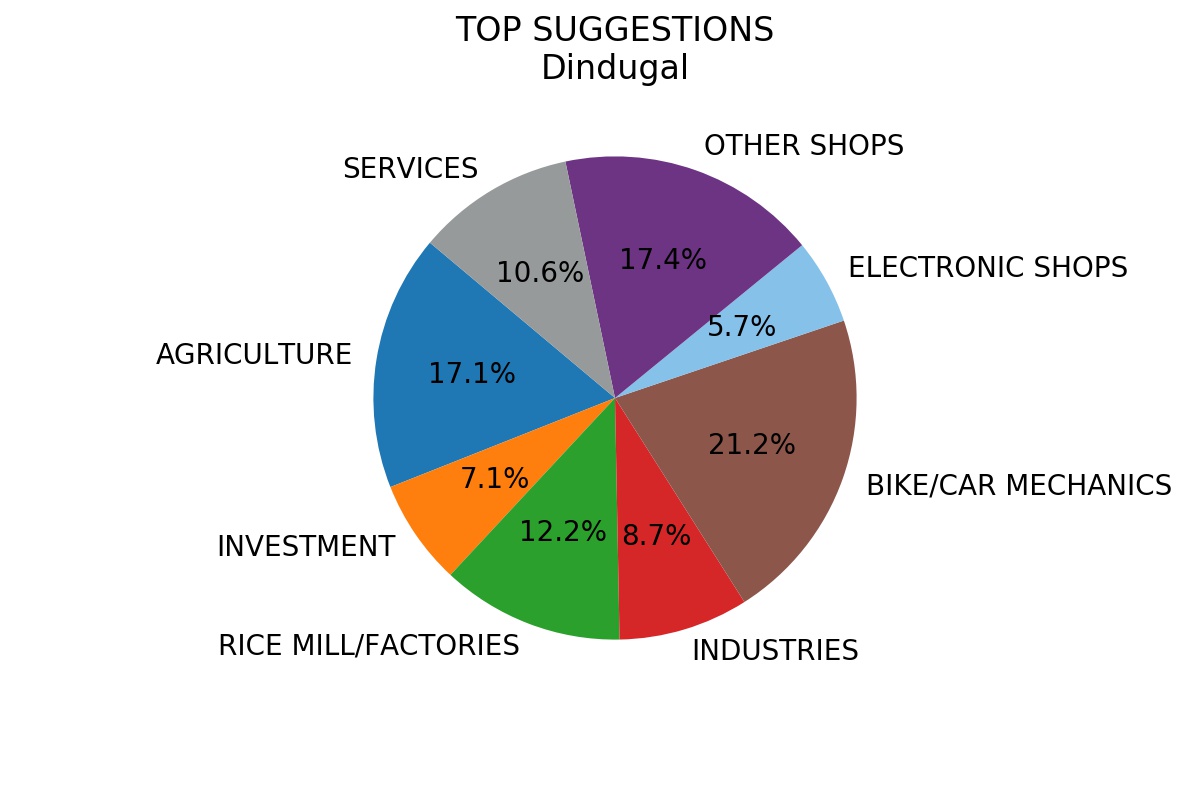 TOP SUGGESTIONS
Dindugal
OTHER SHOPS
SERVICES
ELECTRONIC SHOPS
17.4%
10.6%
5.7%
AGRICULTURE
17.1%
21.2%
7.1%
BIKE/CAR MECHANICS
12.2%
8.7%
INVESTMENT
RICE MILL/FACTORIES
INDUSTRIES